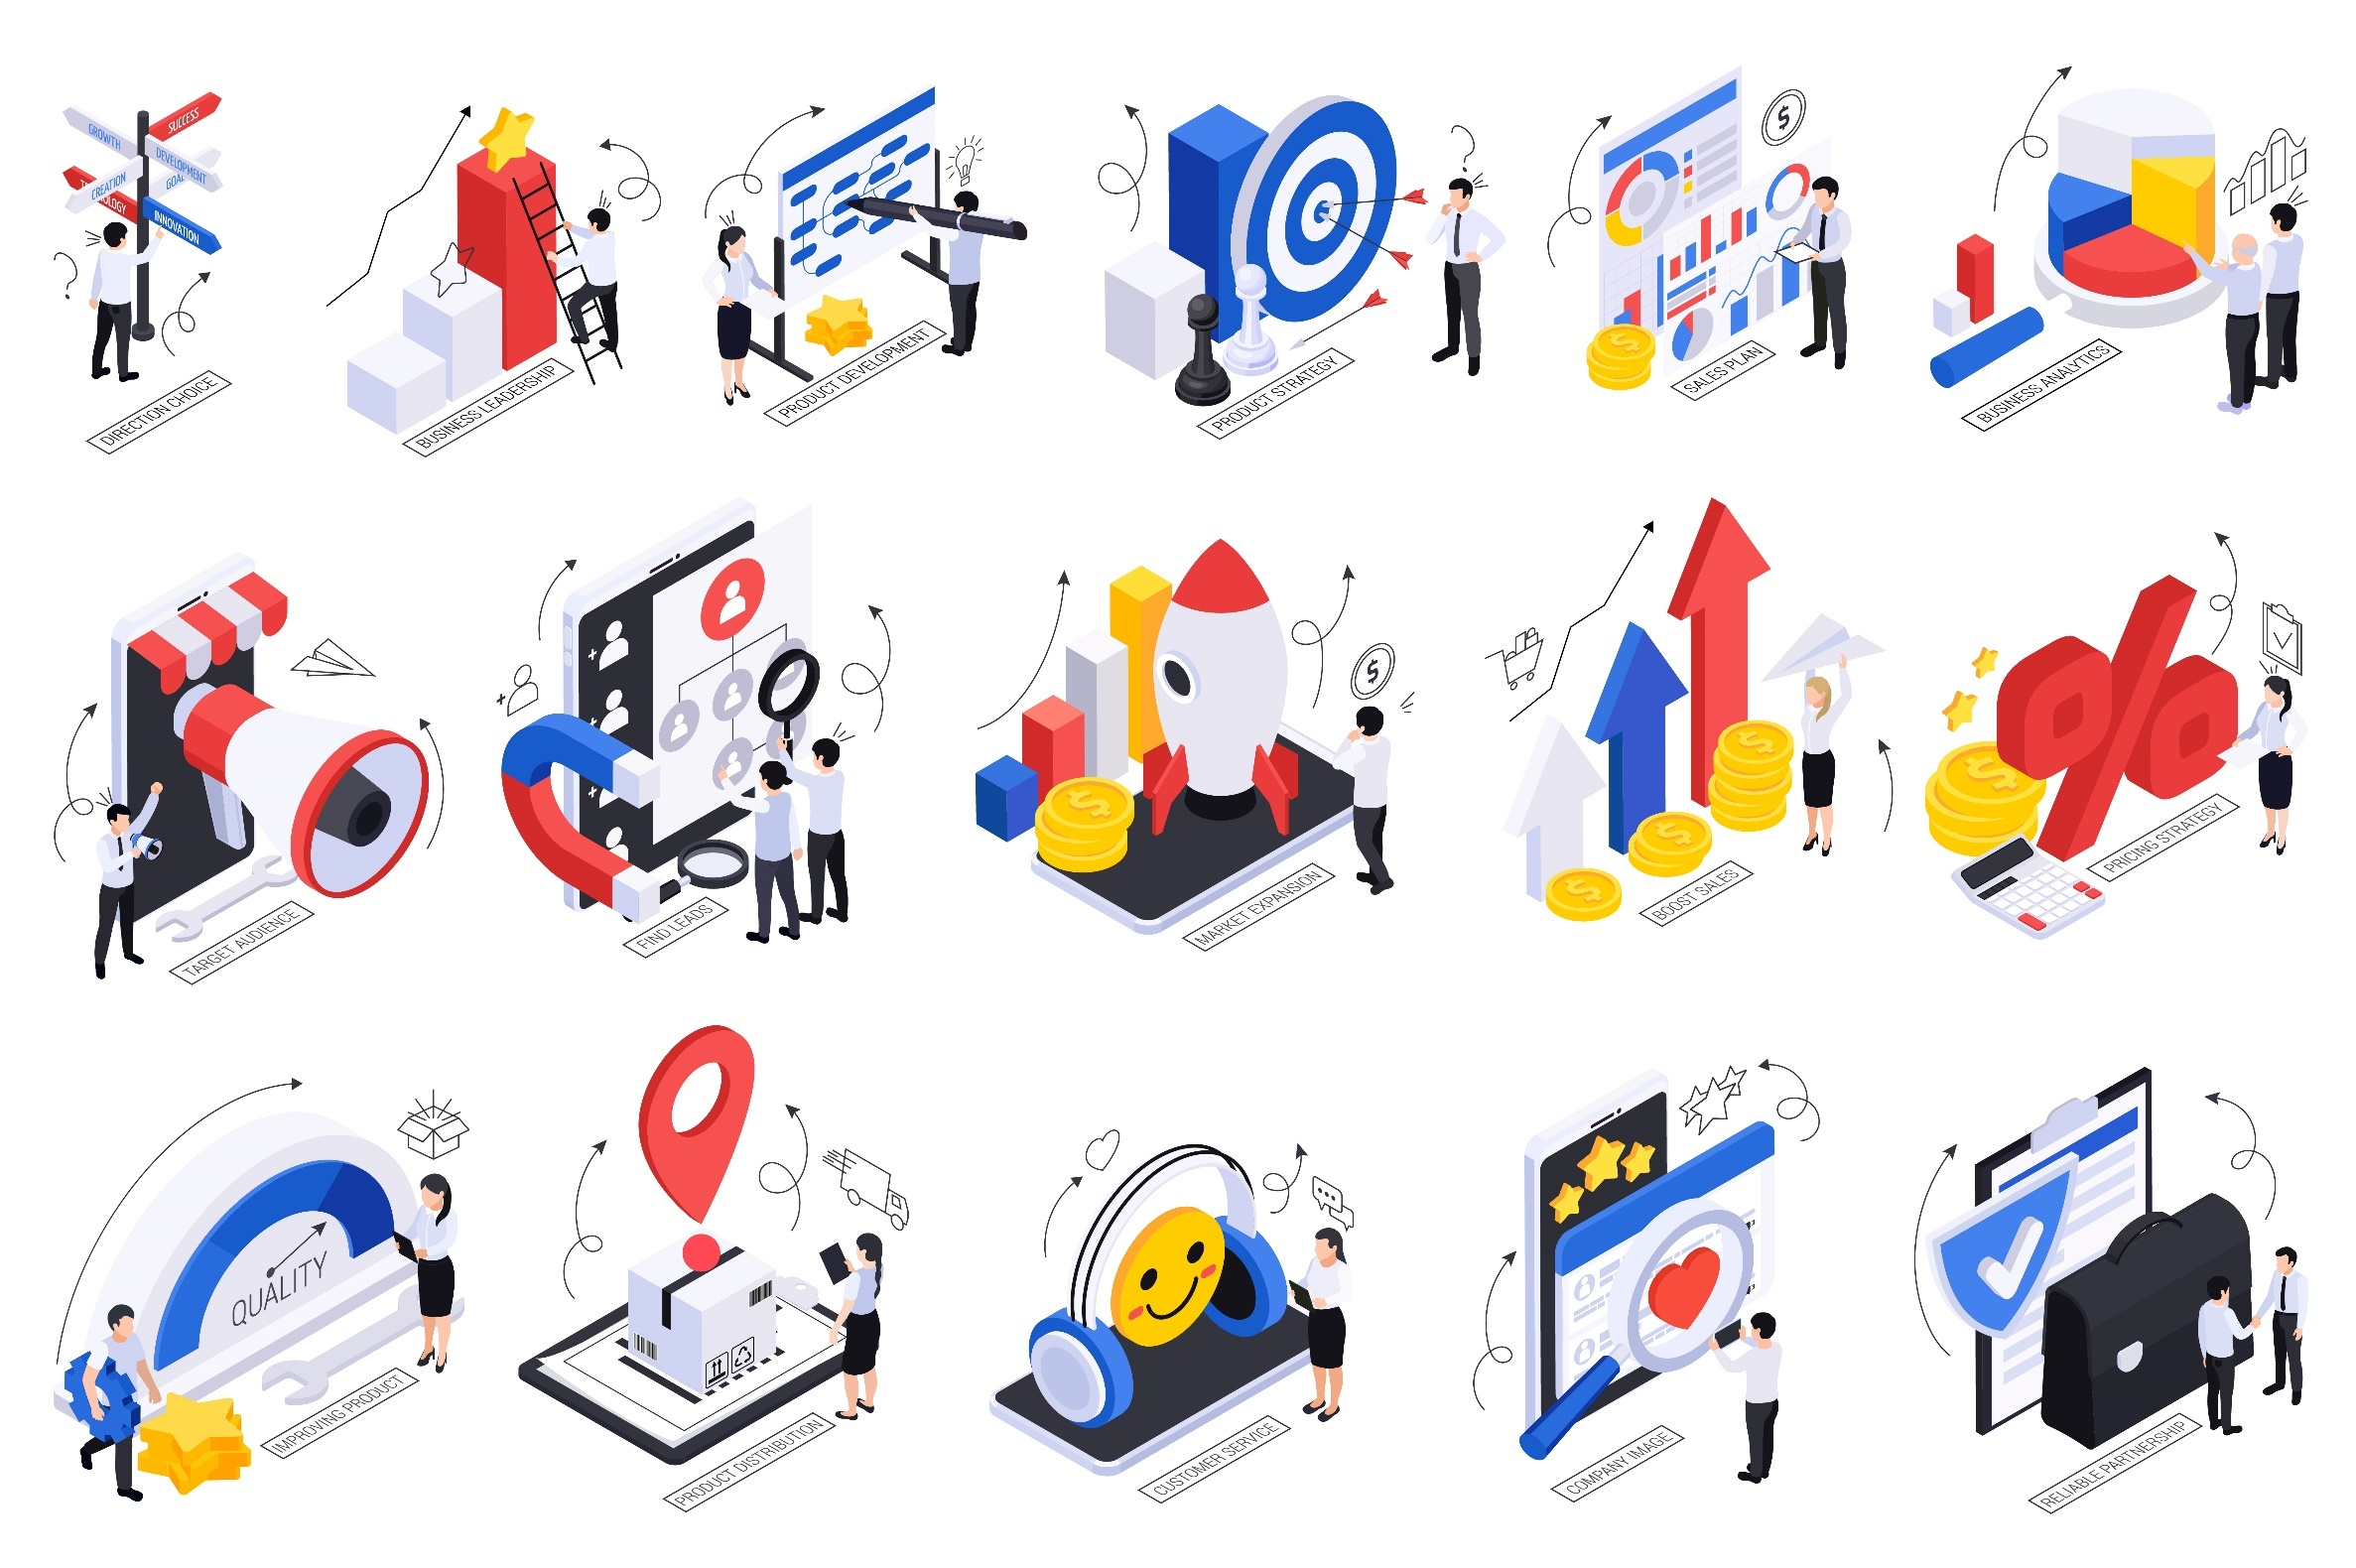 SUCCESS
GROWTH
DEVELOPMENT
GOAL
CREATION
INNOVATION
DIRECTION CHOICE
BUSINESS LEADERSHIP
PRODUCT DEVELOPMENT
PRODUCT STRATEGY
$
SALES PLAN
$
BUSINESS ANALYTICS
TARGET AUDIENCE
FIND LEADS
$
$
MARKET EXPANSION
$
$
$
BOOST SALES
$
%
PRICING STRATEGY
QUALITY
IMPROVING PRODUCT
PRODUCT DISTRIBUTION
CUSTOMER SERVICE
COMPANY IMAGE
RELIABLE PARTNERSHIP